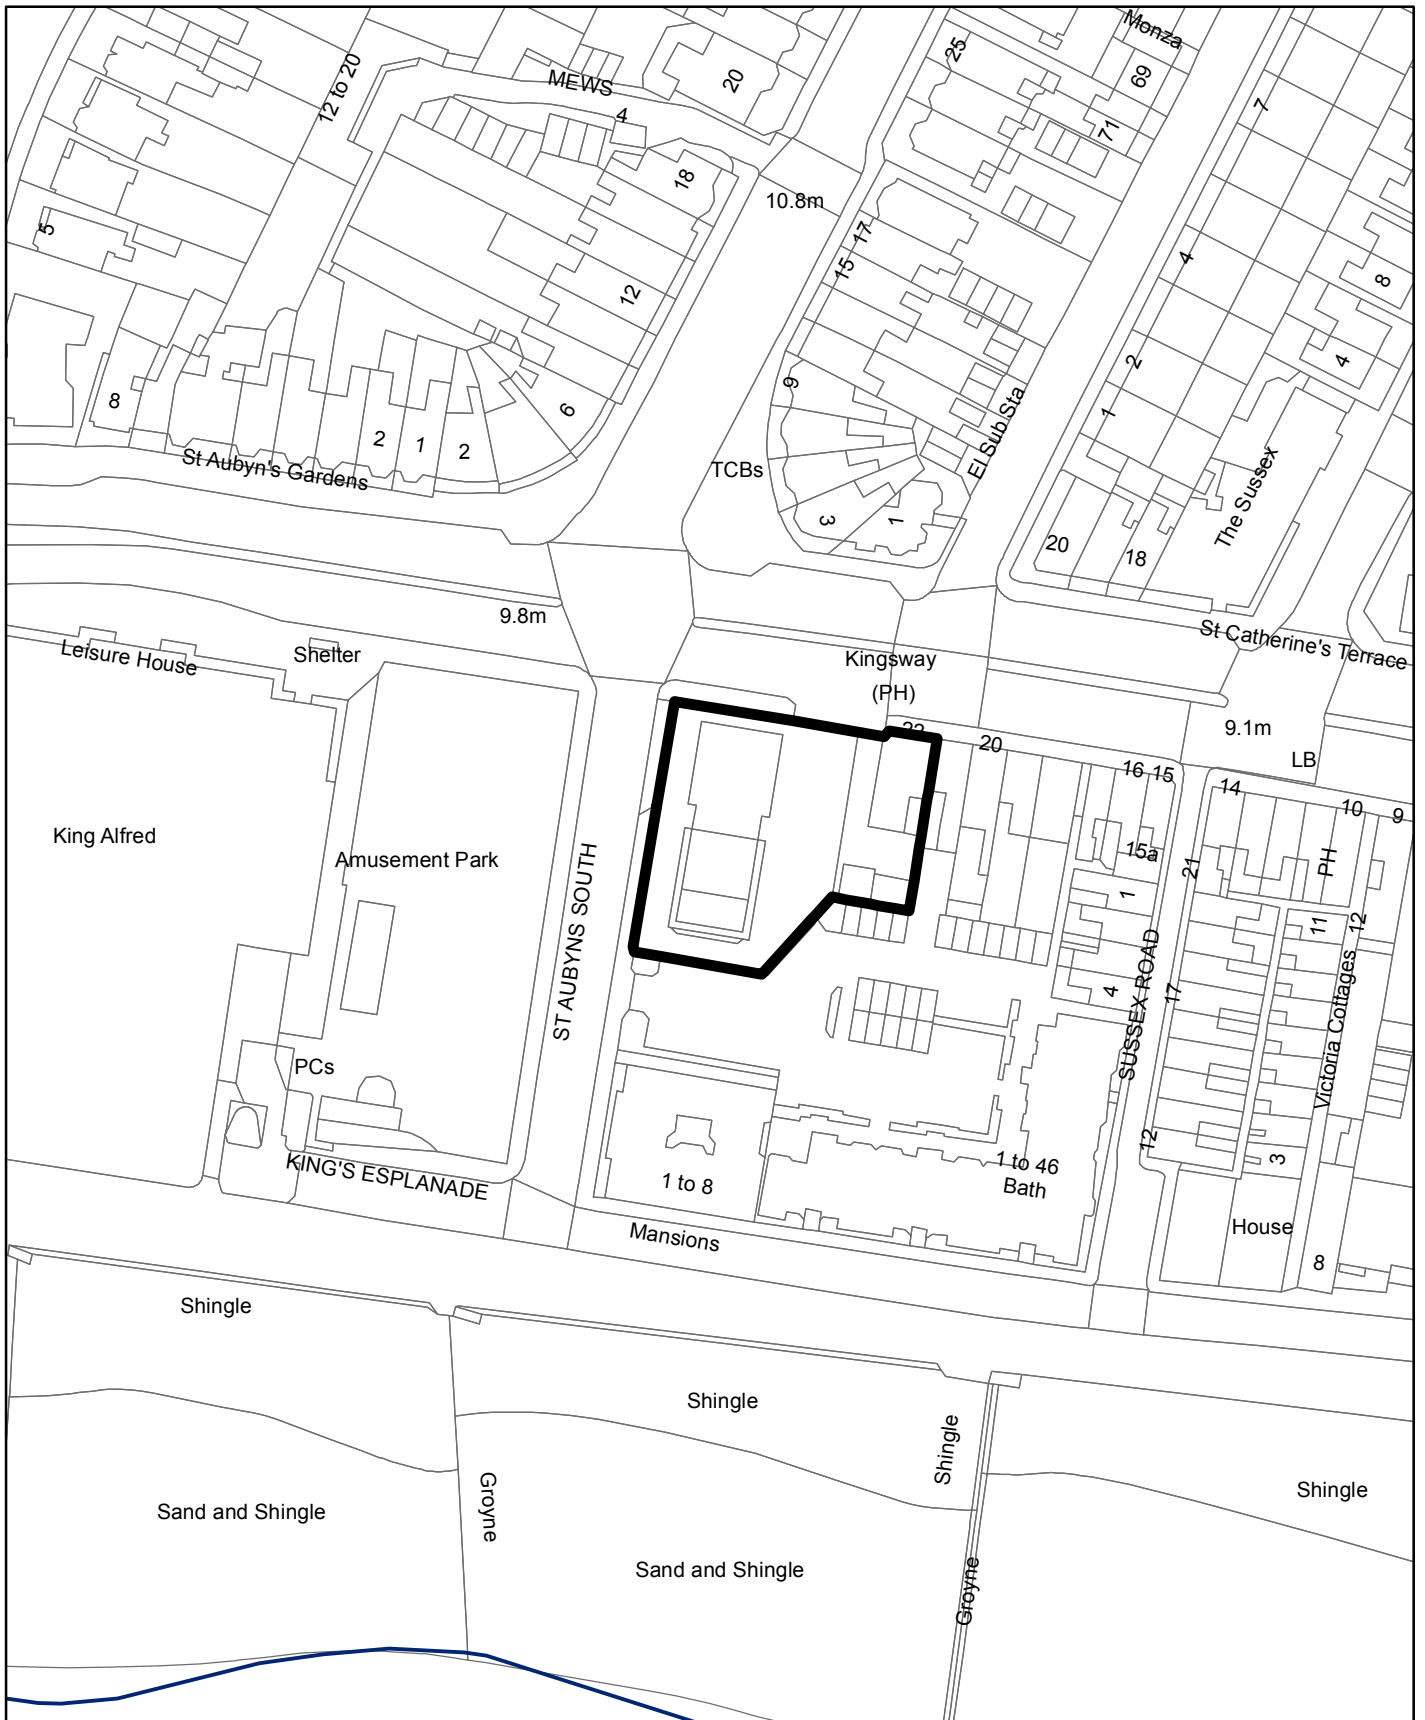 Monza
25
69
12 to 20
MEWS
20
4
71
7
18
10.8m
5
17
15
4
8
12
2
4
9
6
8
1
2
1
2
St Aubyn's Gardens
TCBs
El Sub Sta
The Sussex
3
1
20
18
9.8m
St Catherine's Terrace
Leisure House
Shelter
Kingsway
(PH)
22
20
9.1m
LB
16
15
14
10
9
King Alfred
Amusement Park
15a
PH
21
1
11
12
ST AUBYNS SOUTH
SUSSEX ROAD
4
17
Victoria Cottages
PCs
12
3
KING'S ESPLANADE
1 to 8
1 to 46
Bath
House
Mansions
8
Shingle
Shingle
Shingle
Shingle
Groyne
Sand and Shingle
Sand and Shingle
Groyne